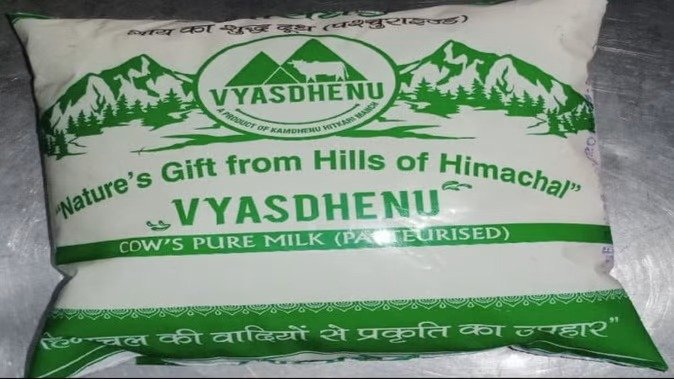 गाय का शुद्ध दूध (पाश्चुराइज्ड)
VYASDHENU
A PRODUCT OF KAMDHENU HITKARI MANCH
"Nature's Gift from Hills of Himachal"
VYASDHENU
COW'S PURE MILK (PASTEURISED)
हिमाचल की वादियों से प्रकृति का उपहार"